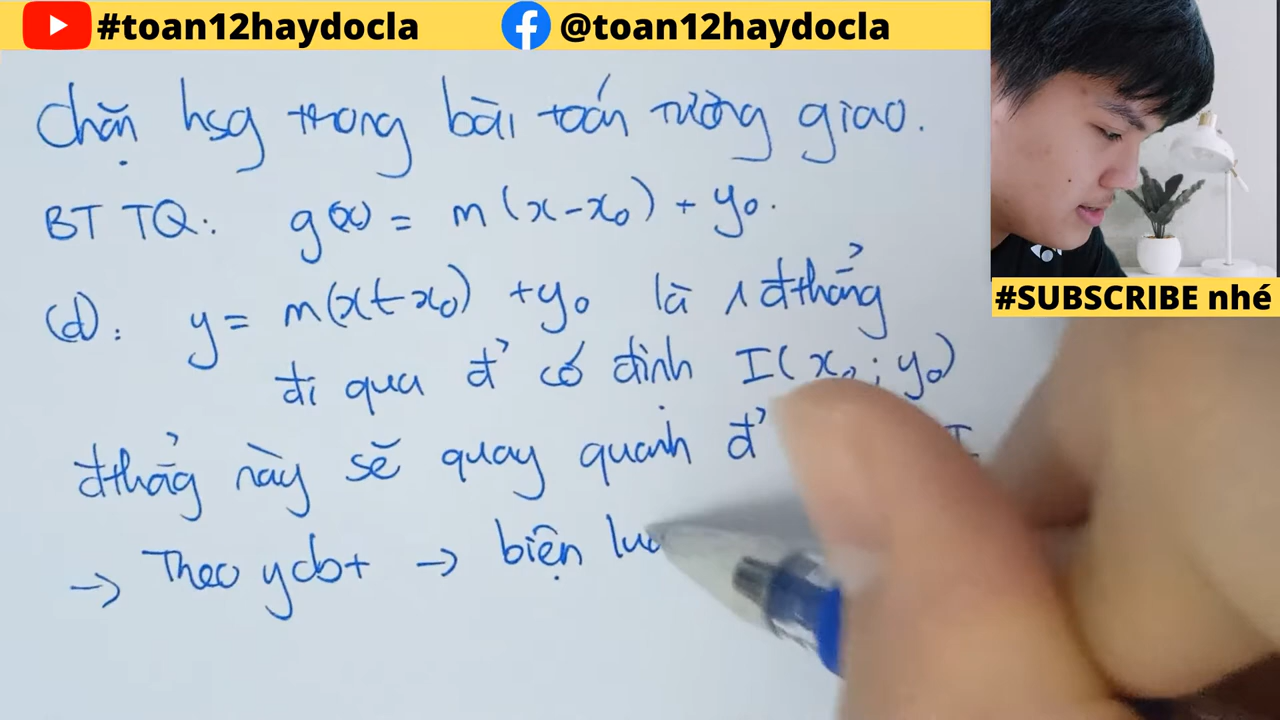 #toan12haydocla
@toan12haydocla
chặn hsg trong bài toán tương giao.
BT TQ: g(x) = m(x-x₀) + y₀.
(d): y = m(x-x₀) + y₀ là 1 đthẳng
đi qua đ' cố định I(x₀; y₀)
đthẳng này sẽ quay quanh đ' I
→ Theo ycbt → biện luậ
#SUBSCRIBE nhé